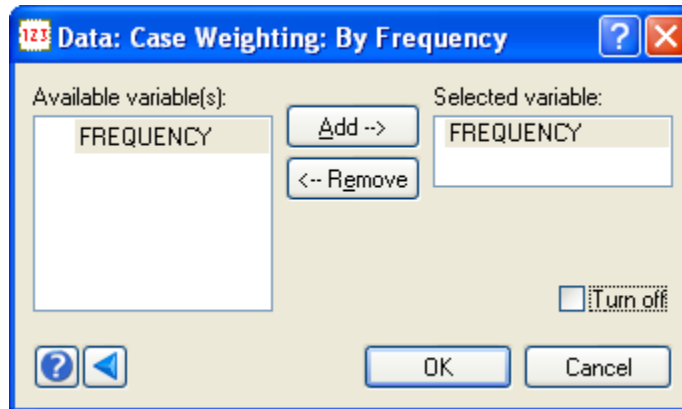 123 Data: Case Weighting: By Frequency ?
Available variable(s):
FREQUENCY
Add -->
<-- Remove
Selected variable:
FREQUENCY
Turn off
?
OK
Cancel